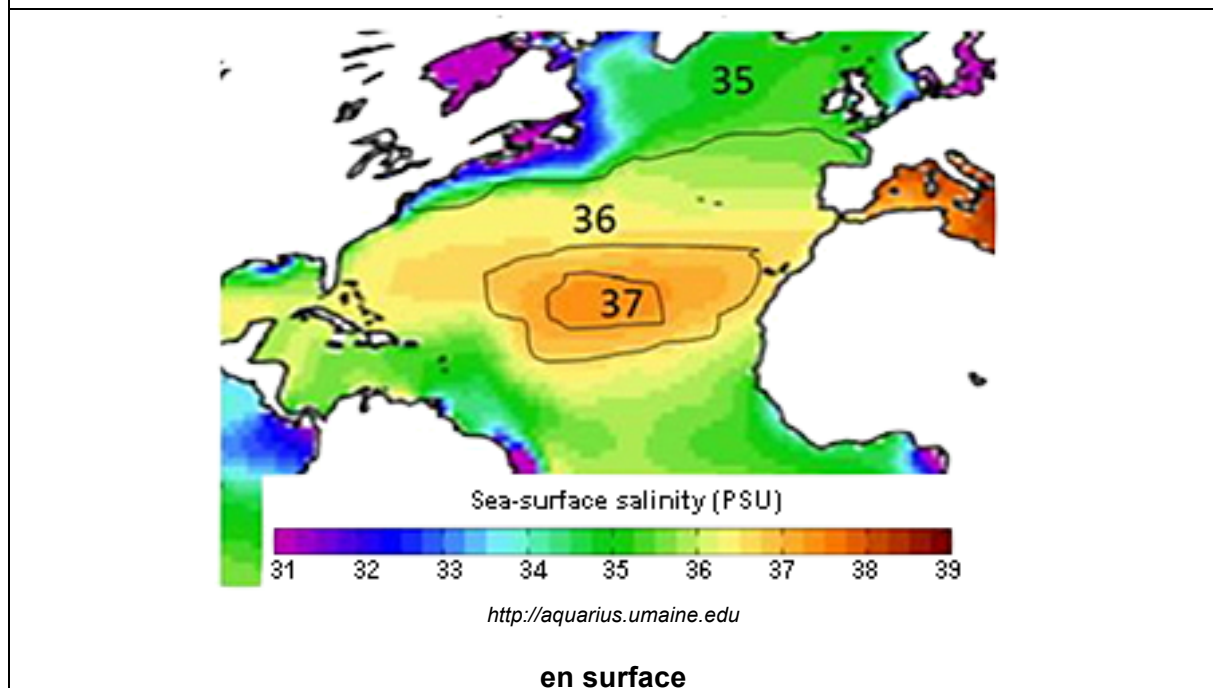 35
36
37
Sea-surface salinity (PSU)
31 32 33 34 35 36 37 38 39
http://aquarius.umaine.edu
en surface